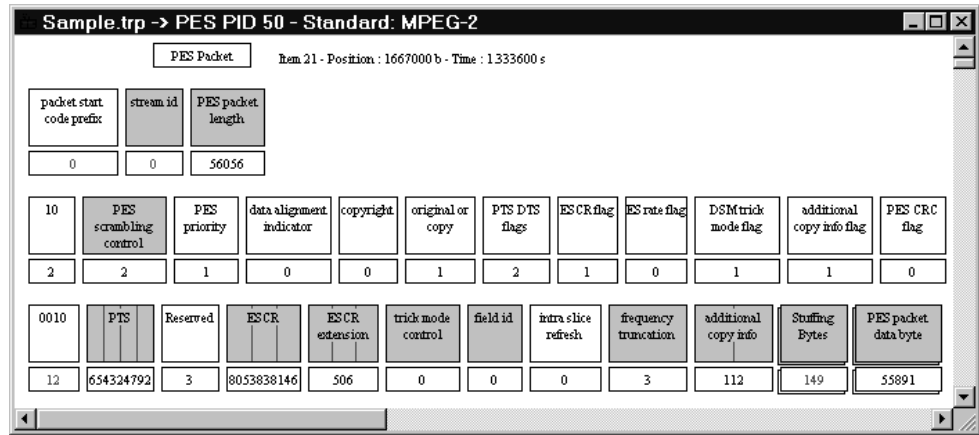 Sample.trp -> PES PID 50 - Standard: MPEG-2
PES Packet
Item 21 - Position : 1667000 b - Time : 1.333600 s
packet start code prefix
stream id
PES packet length
0
0
56056
10
PES scrambling control
PES priority
data alignment indicator
copyright
original or copy
PTS DTS flags
ESCR flag
ES rate flag
DSM trick mode flag
additional copy info flag
PES CRC flag
2
2
1
0
0
1
2
1
0
1
1
0
0010
PTS
Reserved
ESCR
ESCR extension
trick mode control
field id
intra slice refresh
frequency truncation
additional copy info
Stuffing Bytes
PES packet data byte
12
654324792
3
8053838146
506
0
0
0
3
112
149
55891